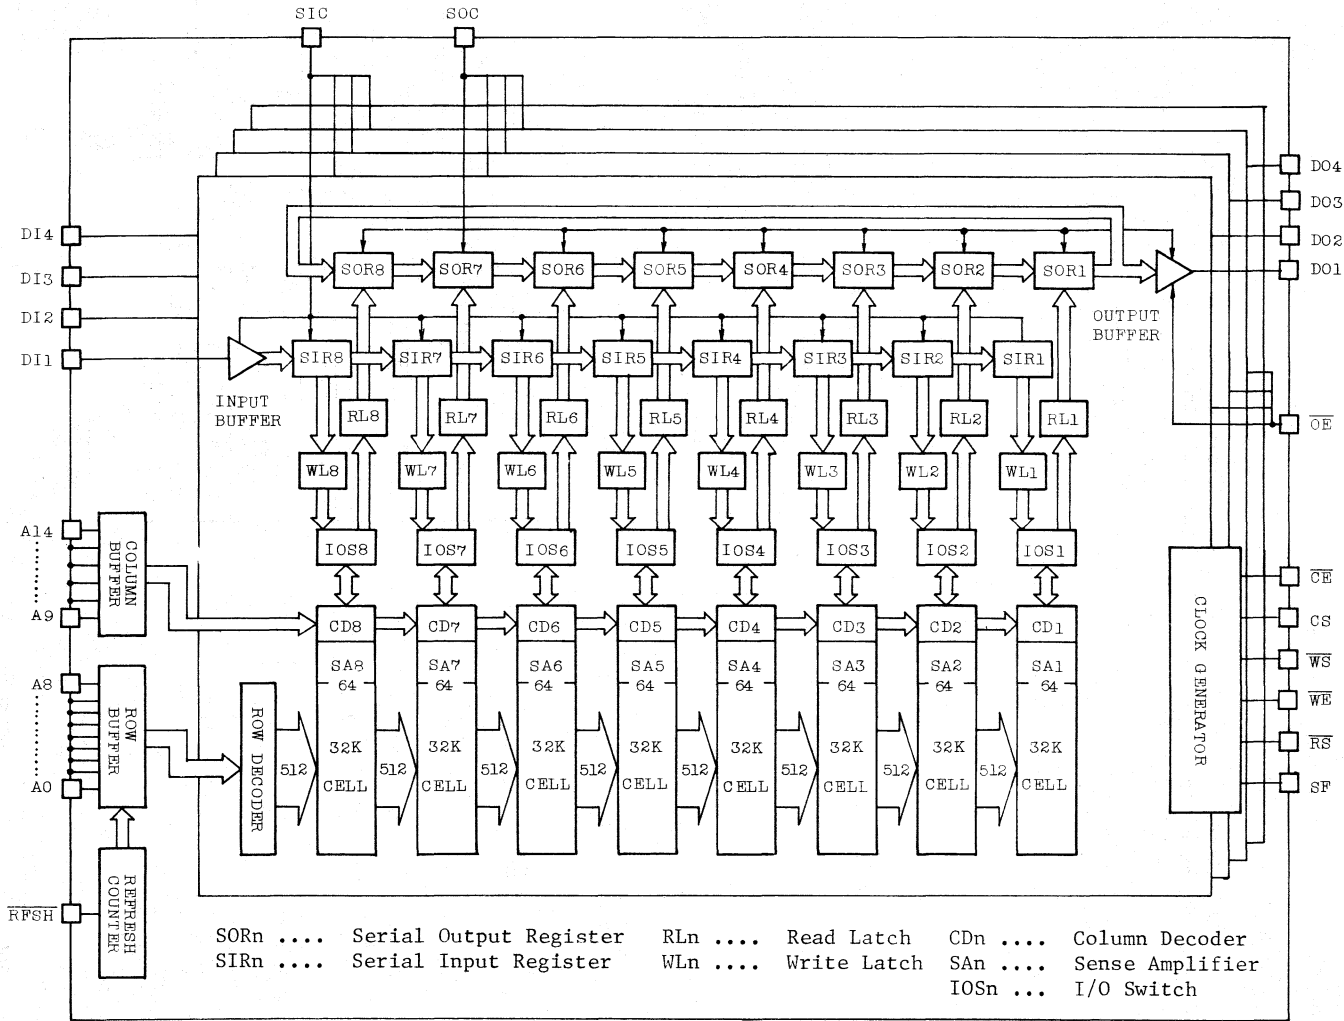 SIC SOC
DO4
DO3
DI4 DO2
SOR8 SOR7 SOR6 SOR5 SOR4 SOR3 SOR2 SOR1 DO1
DI3
DI2 OUTPUT
BUFFER
DI1 SIR8 SIR7 SIR6 SIR5 SIR4 SIR3 SIR2 SIR1
INPUT
BUFFER
RL8 RL7 RL6 RL5 RL4 RL3 RL2 RL1 OE
WL8 WL7 WL6 WL5 WL4 WL3 WL2 WL1
A14 ........ A9
COLUMN
BUFFER
IOS8 IOS7 IOS6 IOS5 IOS4 IOS3 IOS2 IOS1
CD8 CD7 CD6 CD5 CD4 CD3 CD2 CD1
SA8 SA7 SA6 SA5 SA4 SA3 SA2 SA1
64 64 64 64 64 64 64 64
A8 ........ A0
ROW
BUFFER
ROW DECODER
512 512 512 512 512 512 512 512
32K 32K 32K 32K 32K 32K 32K 32K
CELL CELL CELL CELL CELL CELL CELL CELL
CLOCK GENERATOR
CE
CS
WS
WE
RS
SF
RFSH
REFRESH
COUNTER
SORn .... Serial Output Register RLn .... Read Latch CDn .... Column Decoder
SIRn .... Serial Input Register WLn .... Write Latch SAn .... Sense Amplifier
IOSn ... I/O Switch